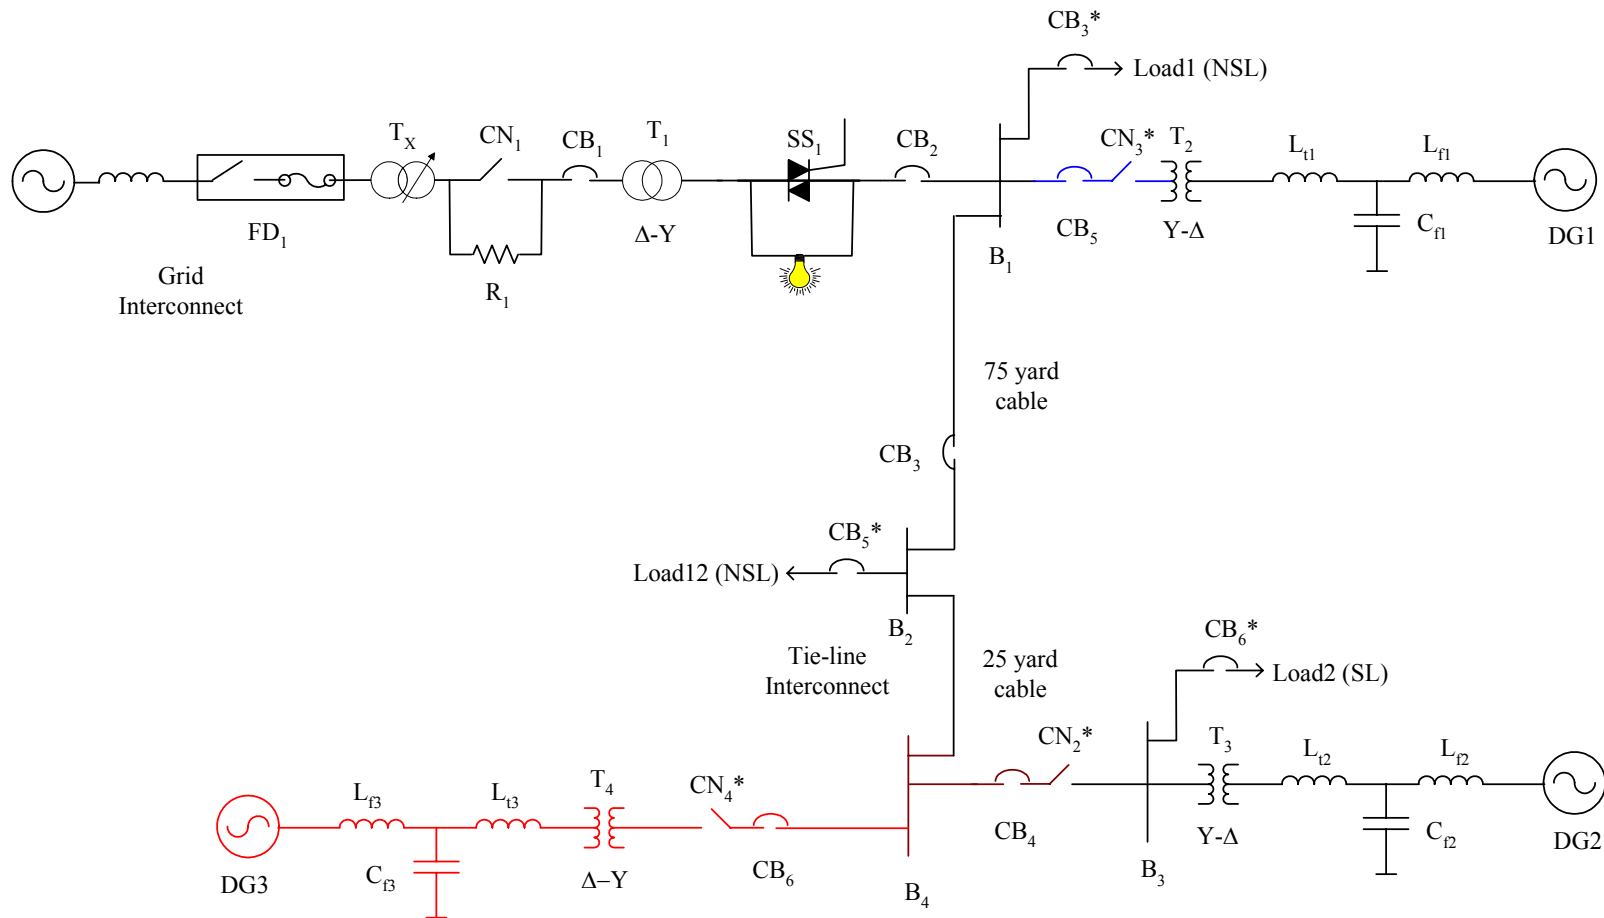 CB3*
Load1 (NSL)
TX
CN1
CB1
T1
SS1
CB2
CN3*
T2
Lt1
Lf1
FD1
Δ-Y
CB5
Y-Δ
Cf1
DG1
B1
Grid
Interconnect
R1
75 yard
cable
CB3
CB5*
Load12 (NSL)
B2
CB6*
Tie-line
Interconnect
25 yard
cable
Load2 (SL)
CN2*
T3
Lt2
Lf2
Lf3
Lt3
T4
CN4*
CB4
Y-Δ
Cf2
DG2
DG3
Cf3
Δ–Y
CB6
B4
B3